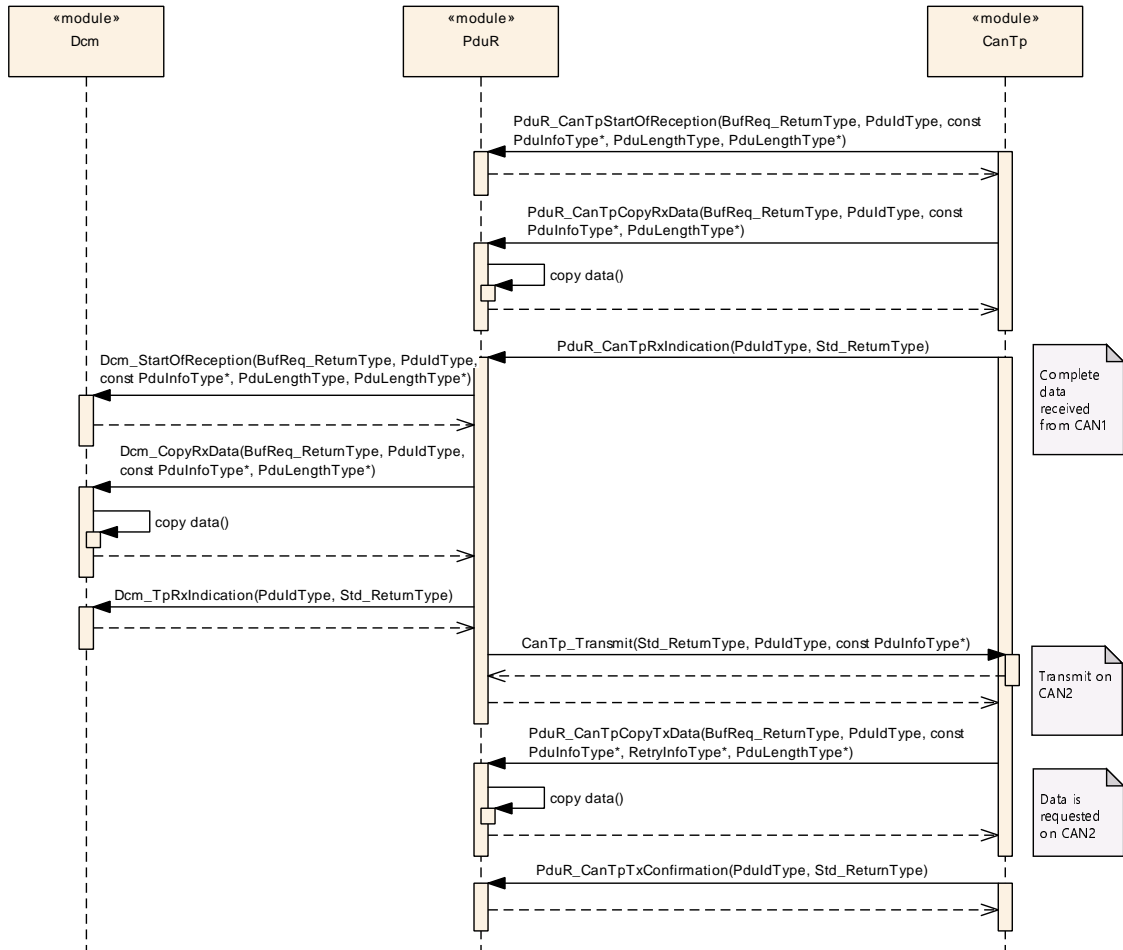 «module»
Dcm
«module»
PduR
«module»
CanTp
PduR_CanTpStartOfReception(BufReq_ReturnType, PduIdType, const
PduInfoType*, PduLengthType, PduLengthType*)
PduR_CanTpCopyRxData(BufReq_ReturnType, PduIdType, const
PduInfoType*, PduLengthType*)
copy data()
PduR_CanTpRxIndication(PduIdType, Std_ReturnType)
Complete
data
received
from CAN1
Dcm_StartOfReception(BufReq_ReturnType, PduIdType,
const PduInfoType*, PduLengthType, PduLengthType*)
Dcm_CopyRxData(BufReq_ReturnType, PduIdType,
const PduInfoType*, PduLengthType*)
copy data()
Dcm_TpRxIndication(PduIdType, Std_ReturnType)
CanTp_Transmit(Std_ReturnType, PduIdType, const PduInfoType*)
Transmit on
CAN2
PduR_CanTpCopyTxData(BufReq_ReturnType, PduIdType, const
PduInfoType*, RetryInfoType*, PduLengthType*)
copy data()
Data is
requested
on CAN2
PduR_CanTpTxConfirmation(PduIdType, Std_ReturnType)